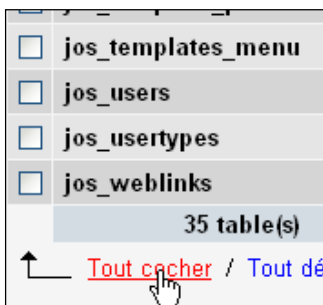 jos_templates_menu
jos_users
jos_usertypes
jos_weblinks
35 table(s)
Tout cocher / Tout dé